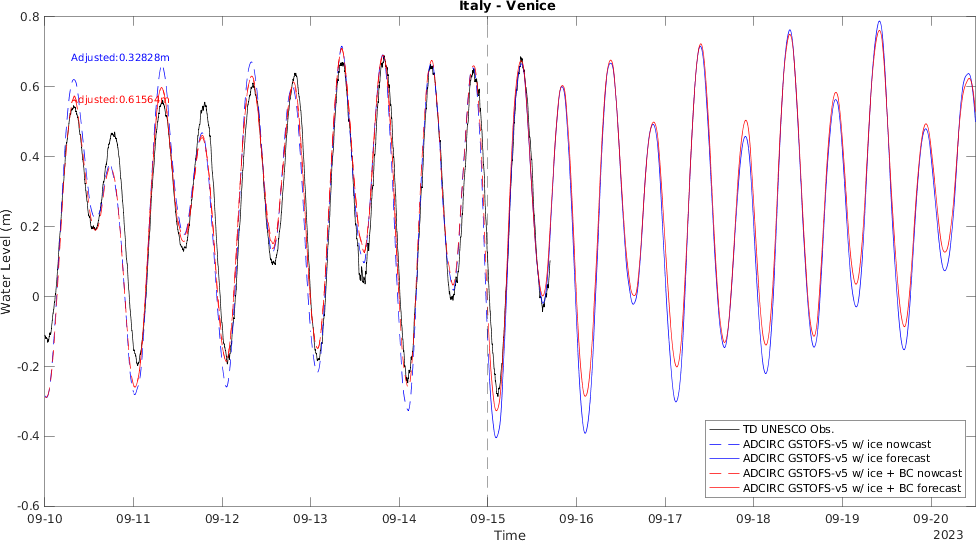 Italy - Venice
0.8
0.6
0.4
0.2
0
-0.2
-0.4
-0.6
Water Level (m)
Adjusted:0.32828m
Adjusted:0.61564m
TD UNESCO Obs.
ADCIRC GSTOFS-v5 w/ ice nowcast
ADCIRC GSTOFS-v5 w/ ice forecast
ADCIRC GSTOFS-v5 w/ ice + BC nowcast
ADCIRC GSTOFS-v5 w/ ice + BC forecast
09-10 09-11 09-12 09-13 09-14 09-15 09-16 09-17 09-18 09-19 09-20
Time
2023